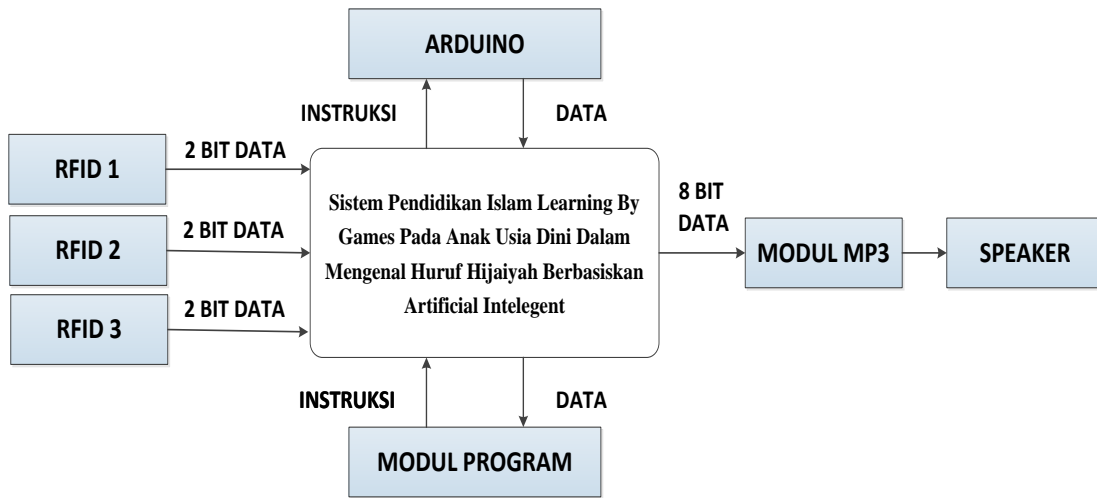 ARDUINO
INSTRUKSI
DATA
RFID 1
2 BIT DATA
RFID 2
2 BIT DATA
RFID 3
2 BIT DATA
Sistem Pendidikan Islam Learning By
Games Pada Anak Usia Dini Dalam
Mengenal Huruf Hijaiyah Berbasiskan
Artificial Intelegent
8 BIT
DATA
MODUL MP3
SPEAKER
INSTRUKSI
DATA
MODUL PROGRAM